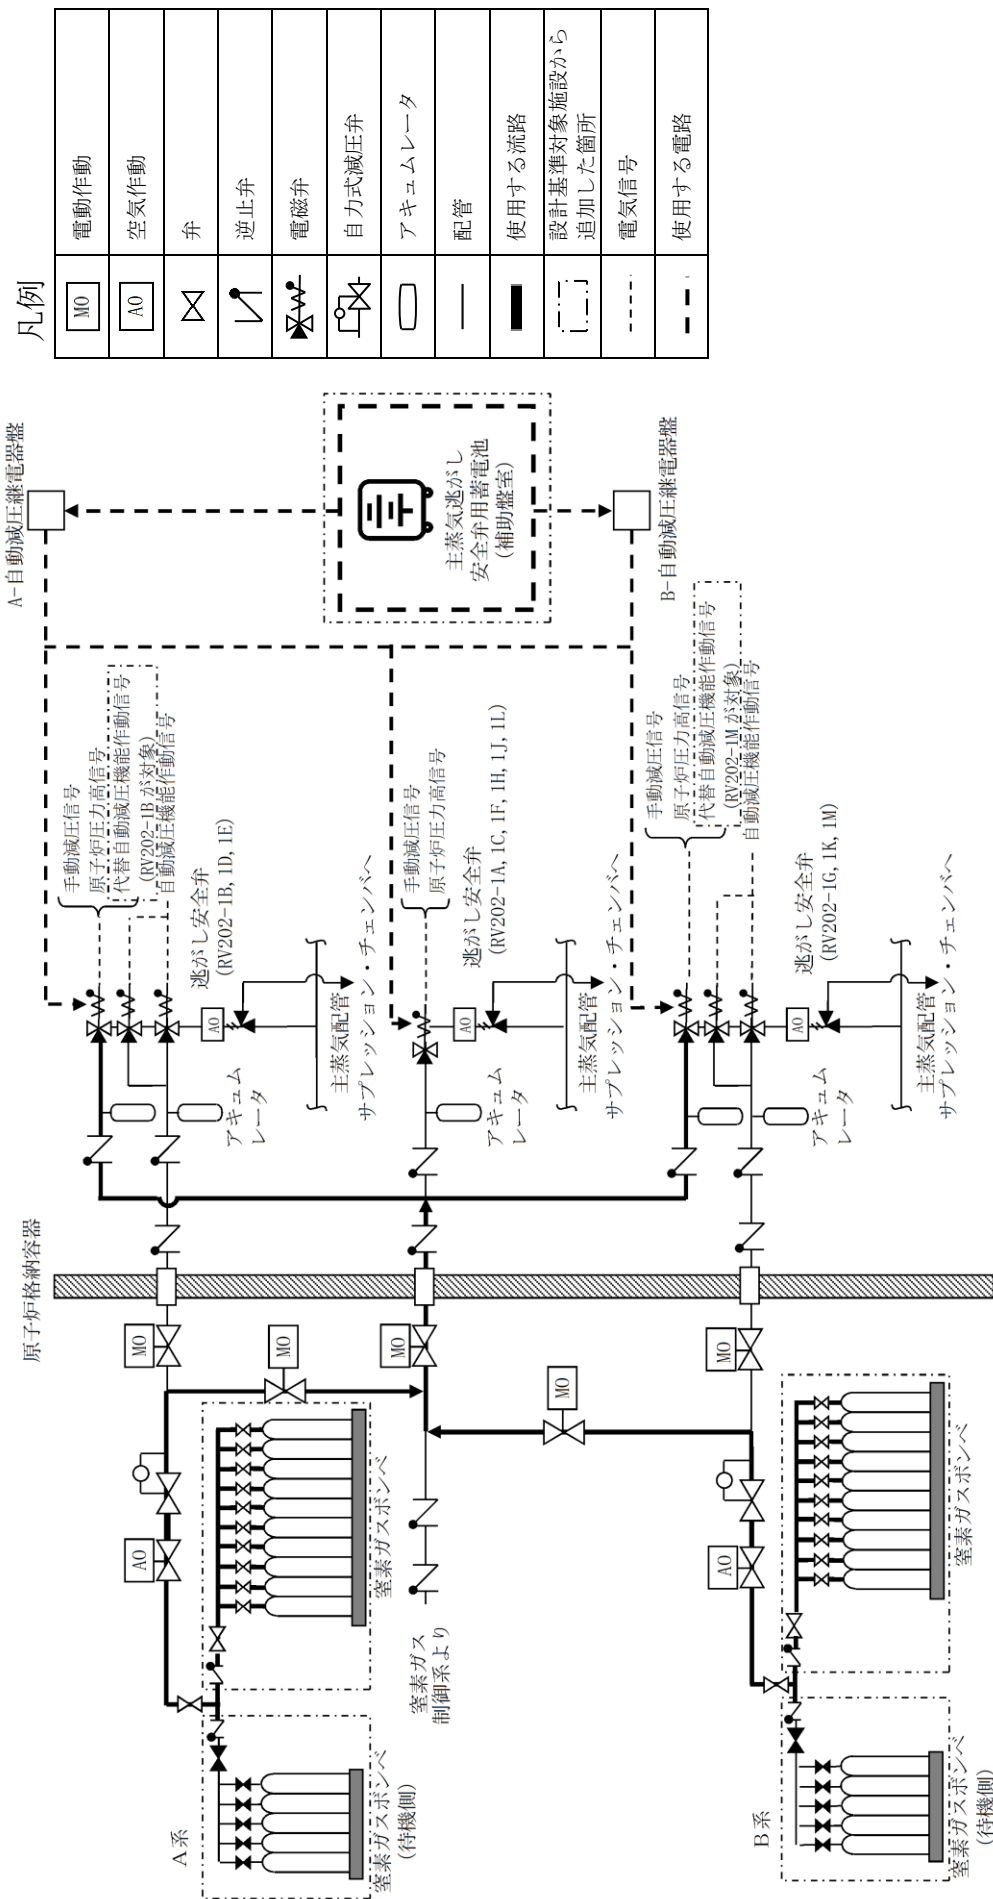 凡例
MO
電動作動
AO
空気作動
弁
逆止弁
電磁弁
自力式減圧弁
アキュムレータ
配管
使用する流路
設計基準対象施設から
追加した箇所
電気信号
使用する電路
A-自動減圧継電器盤
主蒸気逃がし
安全弁用蓄電池
(補助盤室)
B-自動減圧継電器盤
手動減圧信号
原子炉圧力高信号
代替自動減圧機能作動信号
(RV202-1Bが対象)
自動減圧機能作動信号
逃がし安全弁
(RV202-1B, 1D, 1E)
AO
主蒸気配管
サプレッション・チェンバへ
アキュム
レータ
手動減圧信号
原子炉圧力高信号
逃がし安全弁
(RV202-1A, 1C, 1F, 1H, 1J, 1L)
AO
主蒸気配管
サプレッション・チェンバへ
アキュム
レータ
手動減圧信号
原子炉圧力高信号
代替自動減圧機能作動信号
(RV202-1Mが対象)
自動減圧機能作動信号
逃がし安全弁
(RV202-1G, 1K, 1M)
AO
主蒸気配管
サプレッション・チェンバへ
アキュム
レータ
原子炉格納容器
MO
MO
MO
MO
MO
AO
AO
窒素ガスボンベ
窒素ガス
制御系より
窒素ガスボンベ
A系
窒素ガスボンベ
(待機側)
B系
窒素ガスボンベ
(待機側)